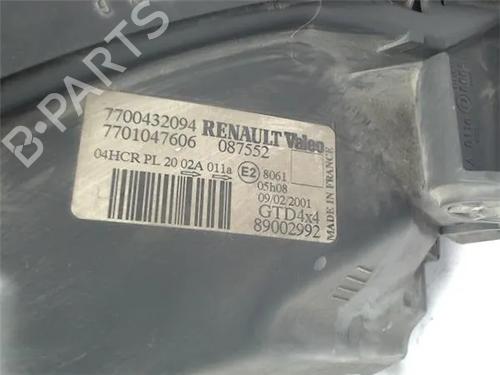 7700432094 RENAULT Valeo
7701047606 087552
04HCR PL 20 02A 011a E2 8061
05h08
09/02/2001
GTD4x4
89002992
MADE IN FRANCE
B-PARTS